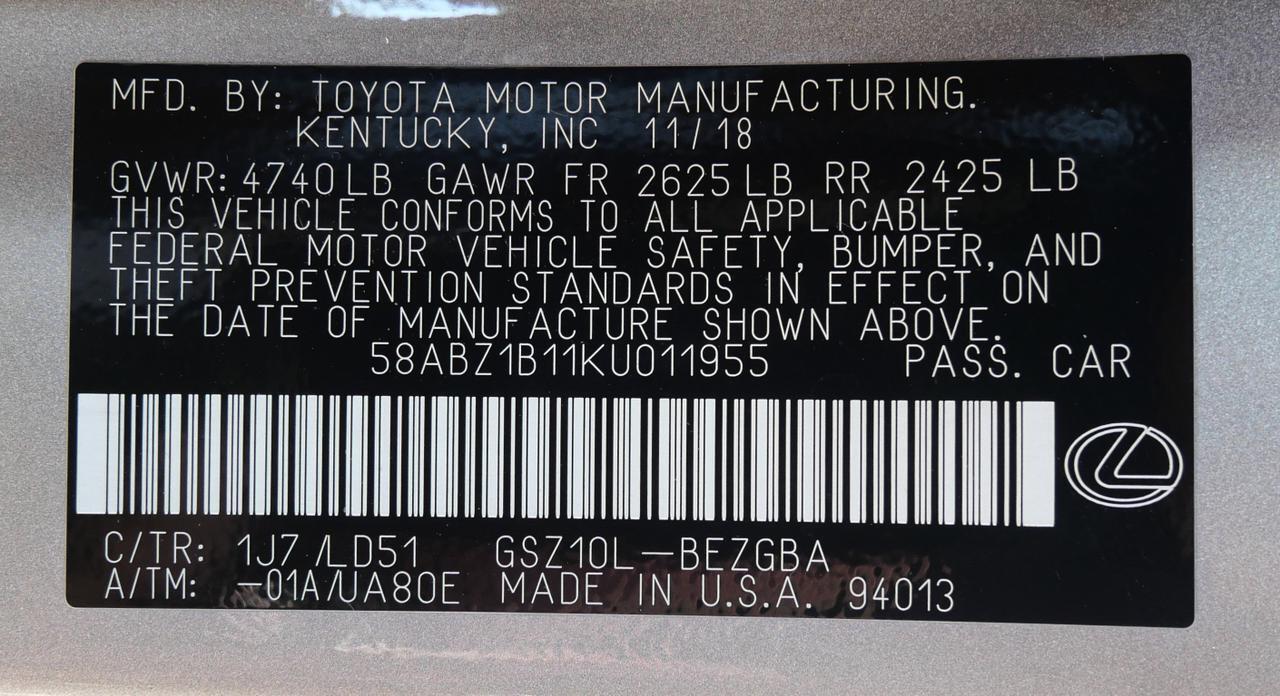 MFD. BY: TOYOTA MOTOR MANUFACTURING.
KENTUCKY, INC 11/18
GVWR: 4740LB GAWR FR 2625LB RR 2425 LB
THIS VEHICLE CONFORMS TO ALL APPLICABLE
FEDERAL MOTOR VEHICLE SAFETY, BUMPER, AND
THEFT PREVENTION STANDARDS IN EFFECT ON
THE DATE OF MANUFACTURE SHOWN ABOVE.
58ABZ1B11KU011955 PASS. CAR
C/TR: 1J7 /LD51 GSZ10L—BEZGBA
A/TM: -01A/UA80E MADE IN U.S.A. 94013